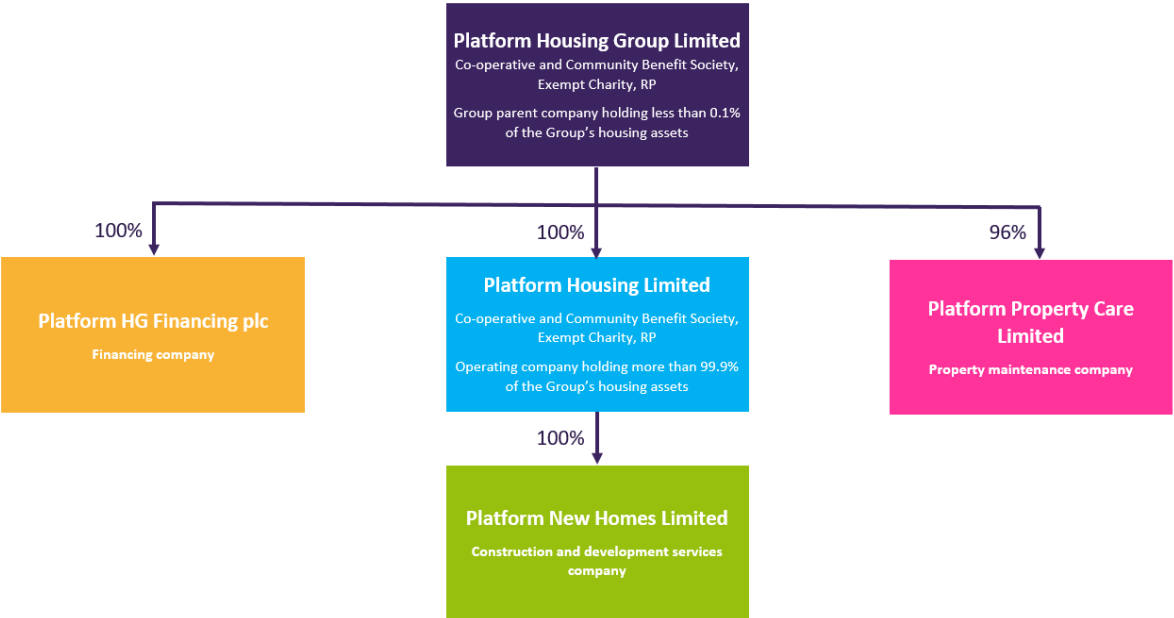 Platform Housing Group Limited
Co-operative and Community Benefit Society,
Exempt Charity, RP
Group parent company holding less than 0.1%
of the Group's housing assets
100%
100%
96%
Platform HG Financing plc
Financing company
Platform Housing Limited
Co-operative and Community Benefit Society,
Exempt Charity, RP
Operating company holding more than 99.9%
of the Group's housing assets
Platform Property Care
Limited
Property maintenance company
100%
Platform New Homes Limited
Construction and development services
company